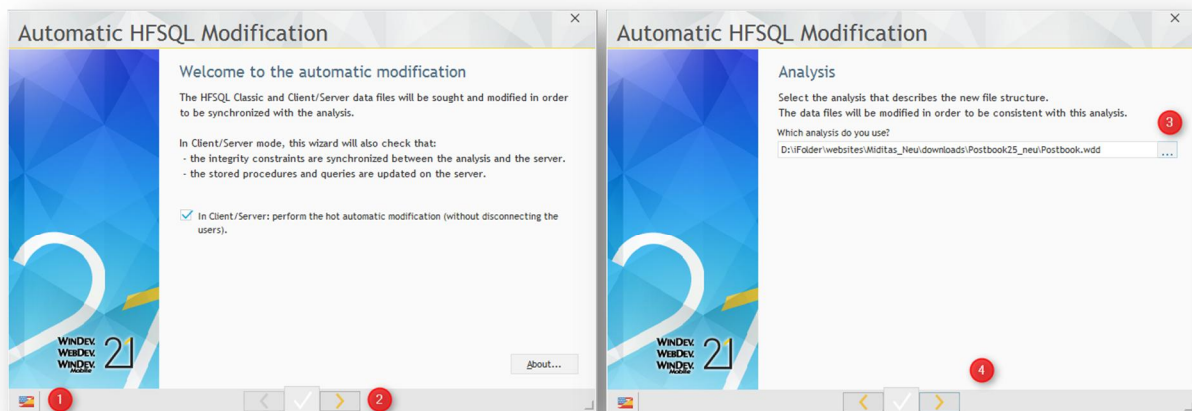 Automatic HFSQL Modification
Welcome to the automatic modification
The HFSQL Classic and Client/Server data files will be sought and modified in order
to be synchronized with the analysis.
In Client/Server mode, this wizard will also check that:
- the integrity constraints are synchronized between the analysis and the server.
- the stored procedures and queries are updated on the server.
In Client/Server: perform the hot automatic modification (without disconnecting the
users).
WINDEV.
WEBDEV.
WINDEV.
Mobile
21
About...
1
2
Automatic HFSQL Modification
Analysis
Select the analysis that describes the new file structure.
The data files will be modified in order to be consistent with this analysis.
3
Which analysis do you use?
D:\iFolder\websites\Miditas_Neu\downloads\Postbook25_neu\Postbook.wdd
...
WINDEV.
WEBDEV.
WINDEV.
Mobile
21
4